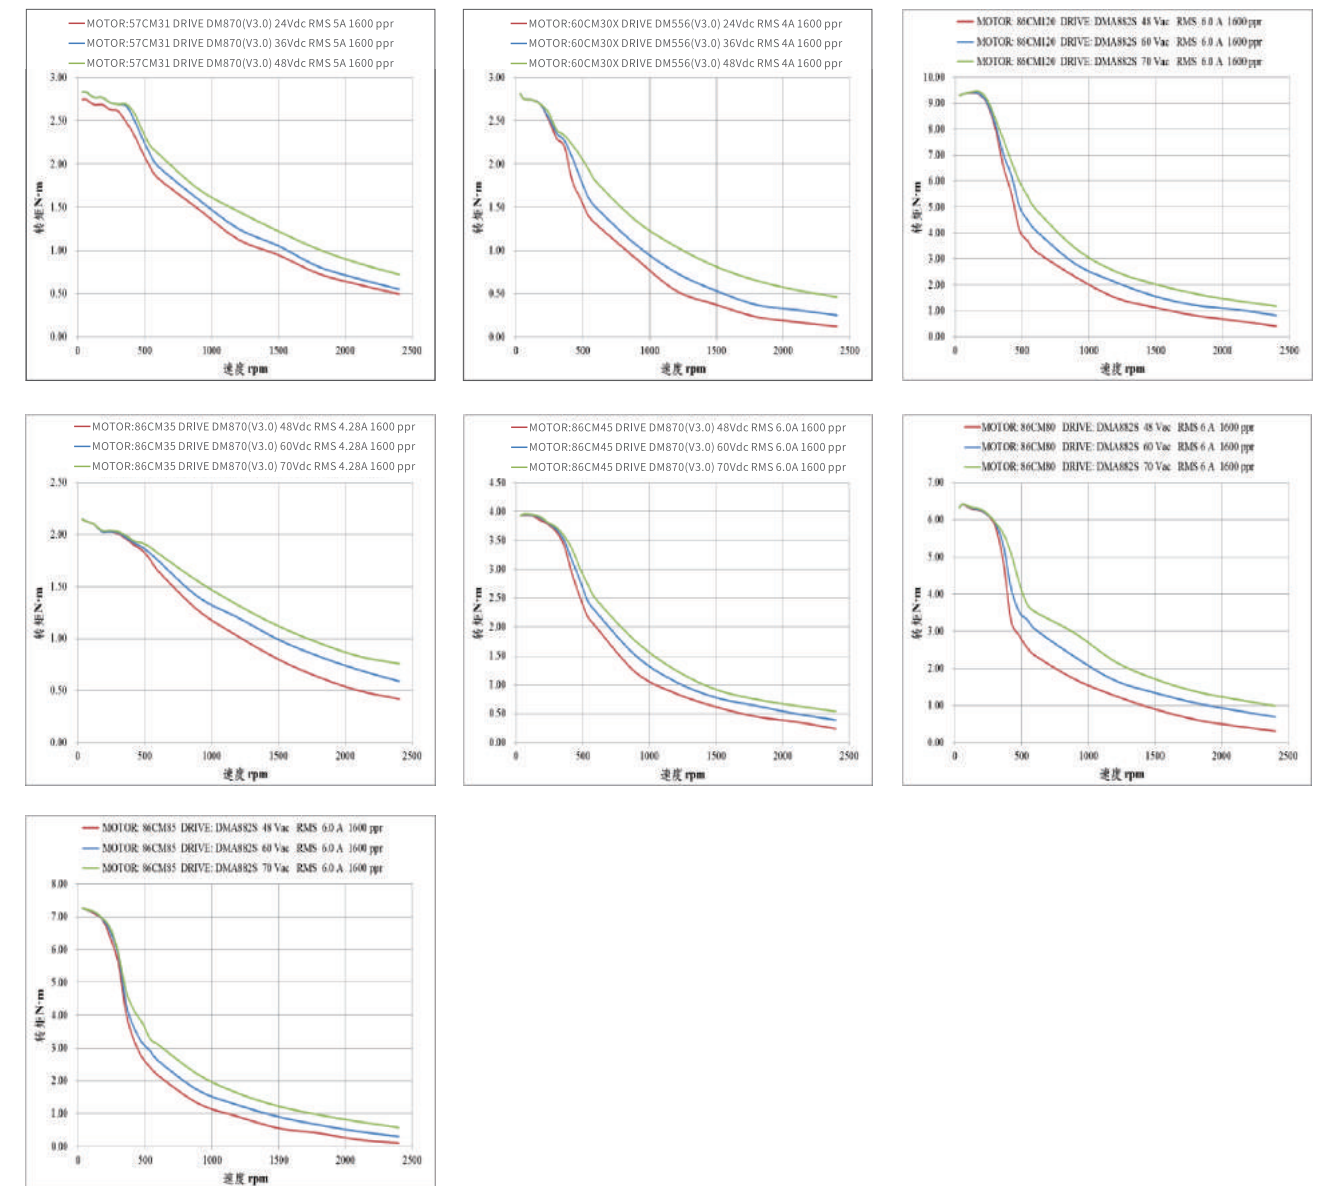 MOTOR:57CM31 DRIVE DM870(V3.0) 24Vdc RMS 5A 1600 ppr
MOTOR:57CM31 DRIVE DM870(V3.0) 36Vdc RMS 5A 1600 ppr
MOTOR:57CM31 DRIVE DM870(V3.0) 48Vdc RMS 5A 1600 ppr
3.00
2.50
2.00
1.50
1.00
0.50
0.00
转矩N·m
0 500 1000 1500 2000 2500
速度 rpm
MOTOR:60CM30X DRIVE DM556(V3.0) 24Vdc RMS 4A 1600 ppr
MOTOR:60CM30X DRIVE DM556(V3.0) 36Vdc RMS 4A 1600 ppr
MOTOR:60CM30X DRIVE DM556(V3.0) 48Vdc RMS 4A 1600 ppr
3.00
2.50
2.00
1.50
1.00
0.50
0.00
转矩N·m
0 500 1000 1500 2000 2500
速度 rpm
MOTOR: 86CM120 DRIVE: DMA882S 48 Vac RMS 6.0 A 1600 ppr
MOTOR: 86CM120 DRIVE: DMA882S 60 Vac RMS 6.0 A 1600 ppr
MOTOR: 86CM120 DRIVE: DMA882S 70 Vac RMS 6.0 A 1600 ppr
10.00
9.00
8.00
7.00
6.00
5.00
4.00
3.00
2.00
1.00
0.00
转矩N·m
0 500 1000 1500 2000 2500
速度 rpm
MOTOR:86CM35 DRIVE DM870(V3.0) 48Vdc RMS 4.28A 1600 ppr
MOTOR:86CM35 DRIVE DM870(V3.0) 60Vdc RMS 4.28A 1600 ppr
MOTOR:86CM35 DRIVE DM870(V3.0) 70Vdc RMS 4.28A 1600 ppr
2.50
2.00
1.50
1.00
0.50
0.00
转矩N·m
0 500 1000 1500 2000 2500
速度 rpm
MOTOR:86CM45 DRIVE DM870(V3.0) 48Vdc RMS 6.0A 1600 ppr
MOTOR:86CM45 DRIVE DM870(V3.0) 60Vdc RMS 6.0A 1600 ppr
MOTOR:86CM45 DRIVE DM870(V3.0) 70Vdc RMS 6.0A 1600 ppr
4.50
4.00
3.50
3.00
2.50
2.00
1.50
1.00
0.50
0.00
转矩N·m
0 500 1000 1500 2000 2500
速度 rpm
MOTOR: 86CM80 DRIVE: DMA882S 48 Vac RMS 6 A 1600 ppr
MOTOR: 86CM80 DRIVE: DMA882S 60 Vac RMS 6 A 1600 ppr
MOTOR: 86CM80 DRIVE: DMA882S 70 Vac RMS 6 A 1600 ppr
7.00
6.00
5.00
4.00
3.00
2.00
1.00
0.00
转矩N·m
0 500 1000 1500 2000 2500
速度 rpm
MOTOR: 86CM85 DRIVE: DMA882S 48 Vac RMS 6.0 A 1600 ppr
MOTOR: 86CM85 DRIVE: DMA882S 60 Vac RMS 6.0 A 1600 ppr
MOTOR: 86CM85 DRIVE: DMA882S 70 Vac RMS 6.0 A 1600 ppr
8.00
7.00
6.00
5.00
4.00
3.00
2.00
1.00
0.00
转矩N·m
0 500 1000 1500 2000 2500
速度 rpm